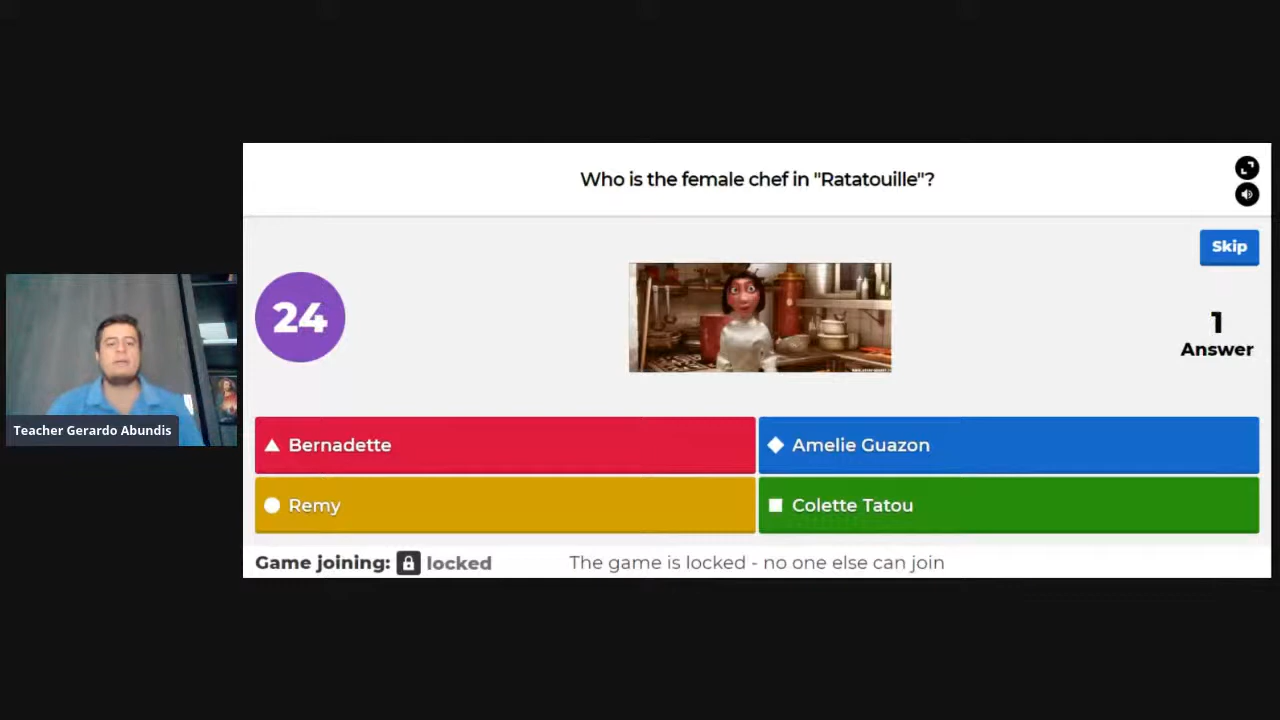 Who is the female chef in "Ratatouille"?
Skip
24
1
Answer
Teacher Gerardo Abundis
Bernadette
Amelie Guazon
Remy
Colette Tatou
Game joining: locked
The game is locked - no one else can join